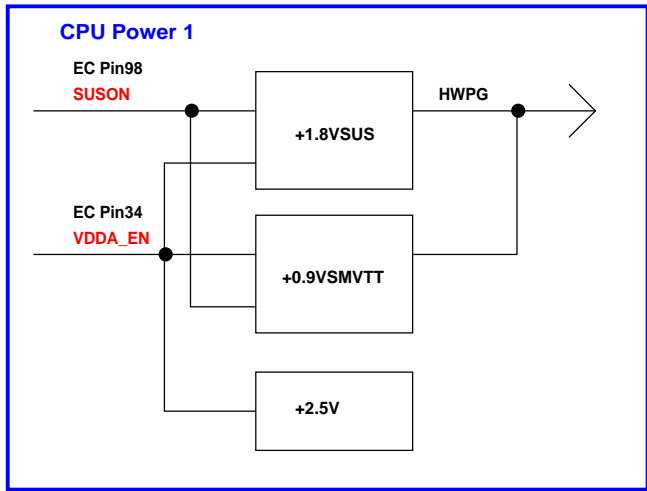 CPU Power 1
EC Pin98
SUSON
HWPG
+1.8VSUS
EC Pin34
VDDA_EN
+0.9VSMVTT
+2.5V